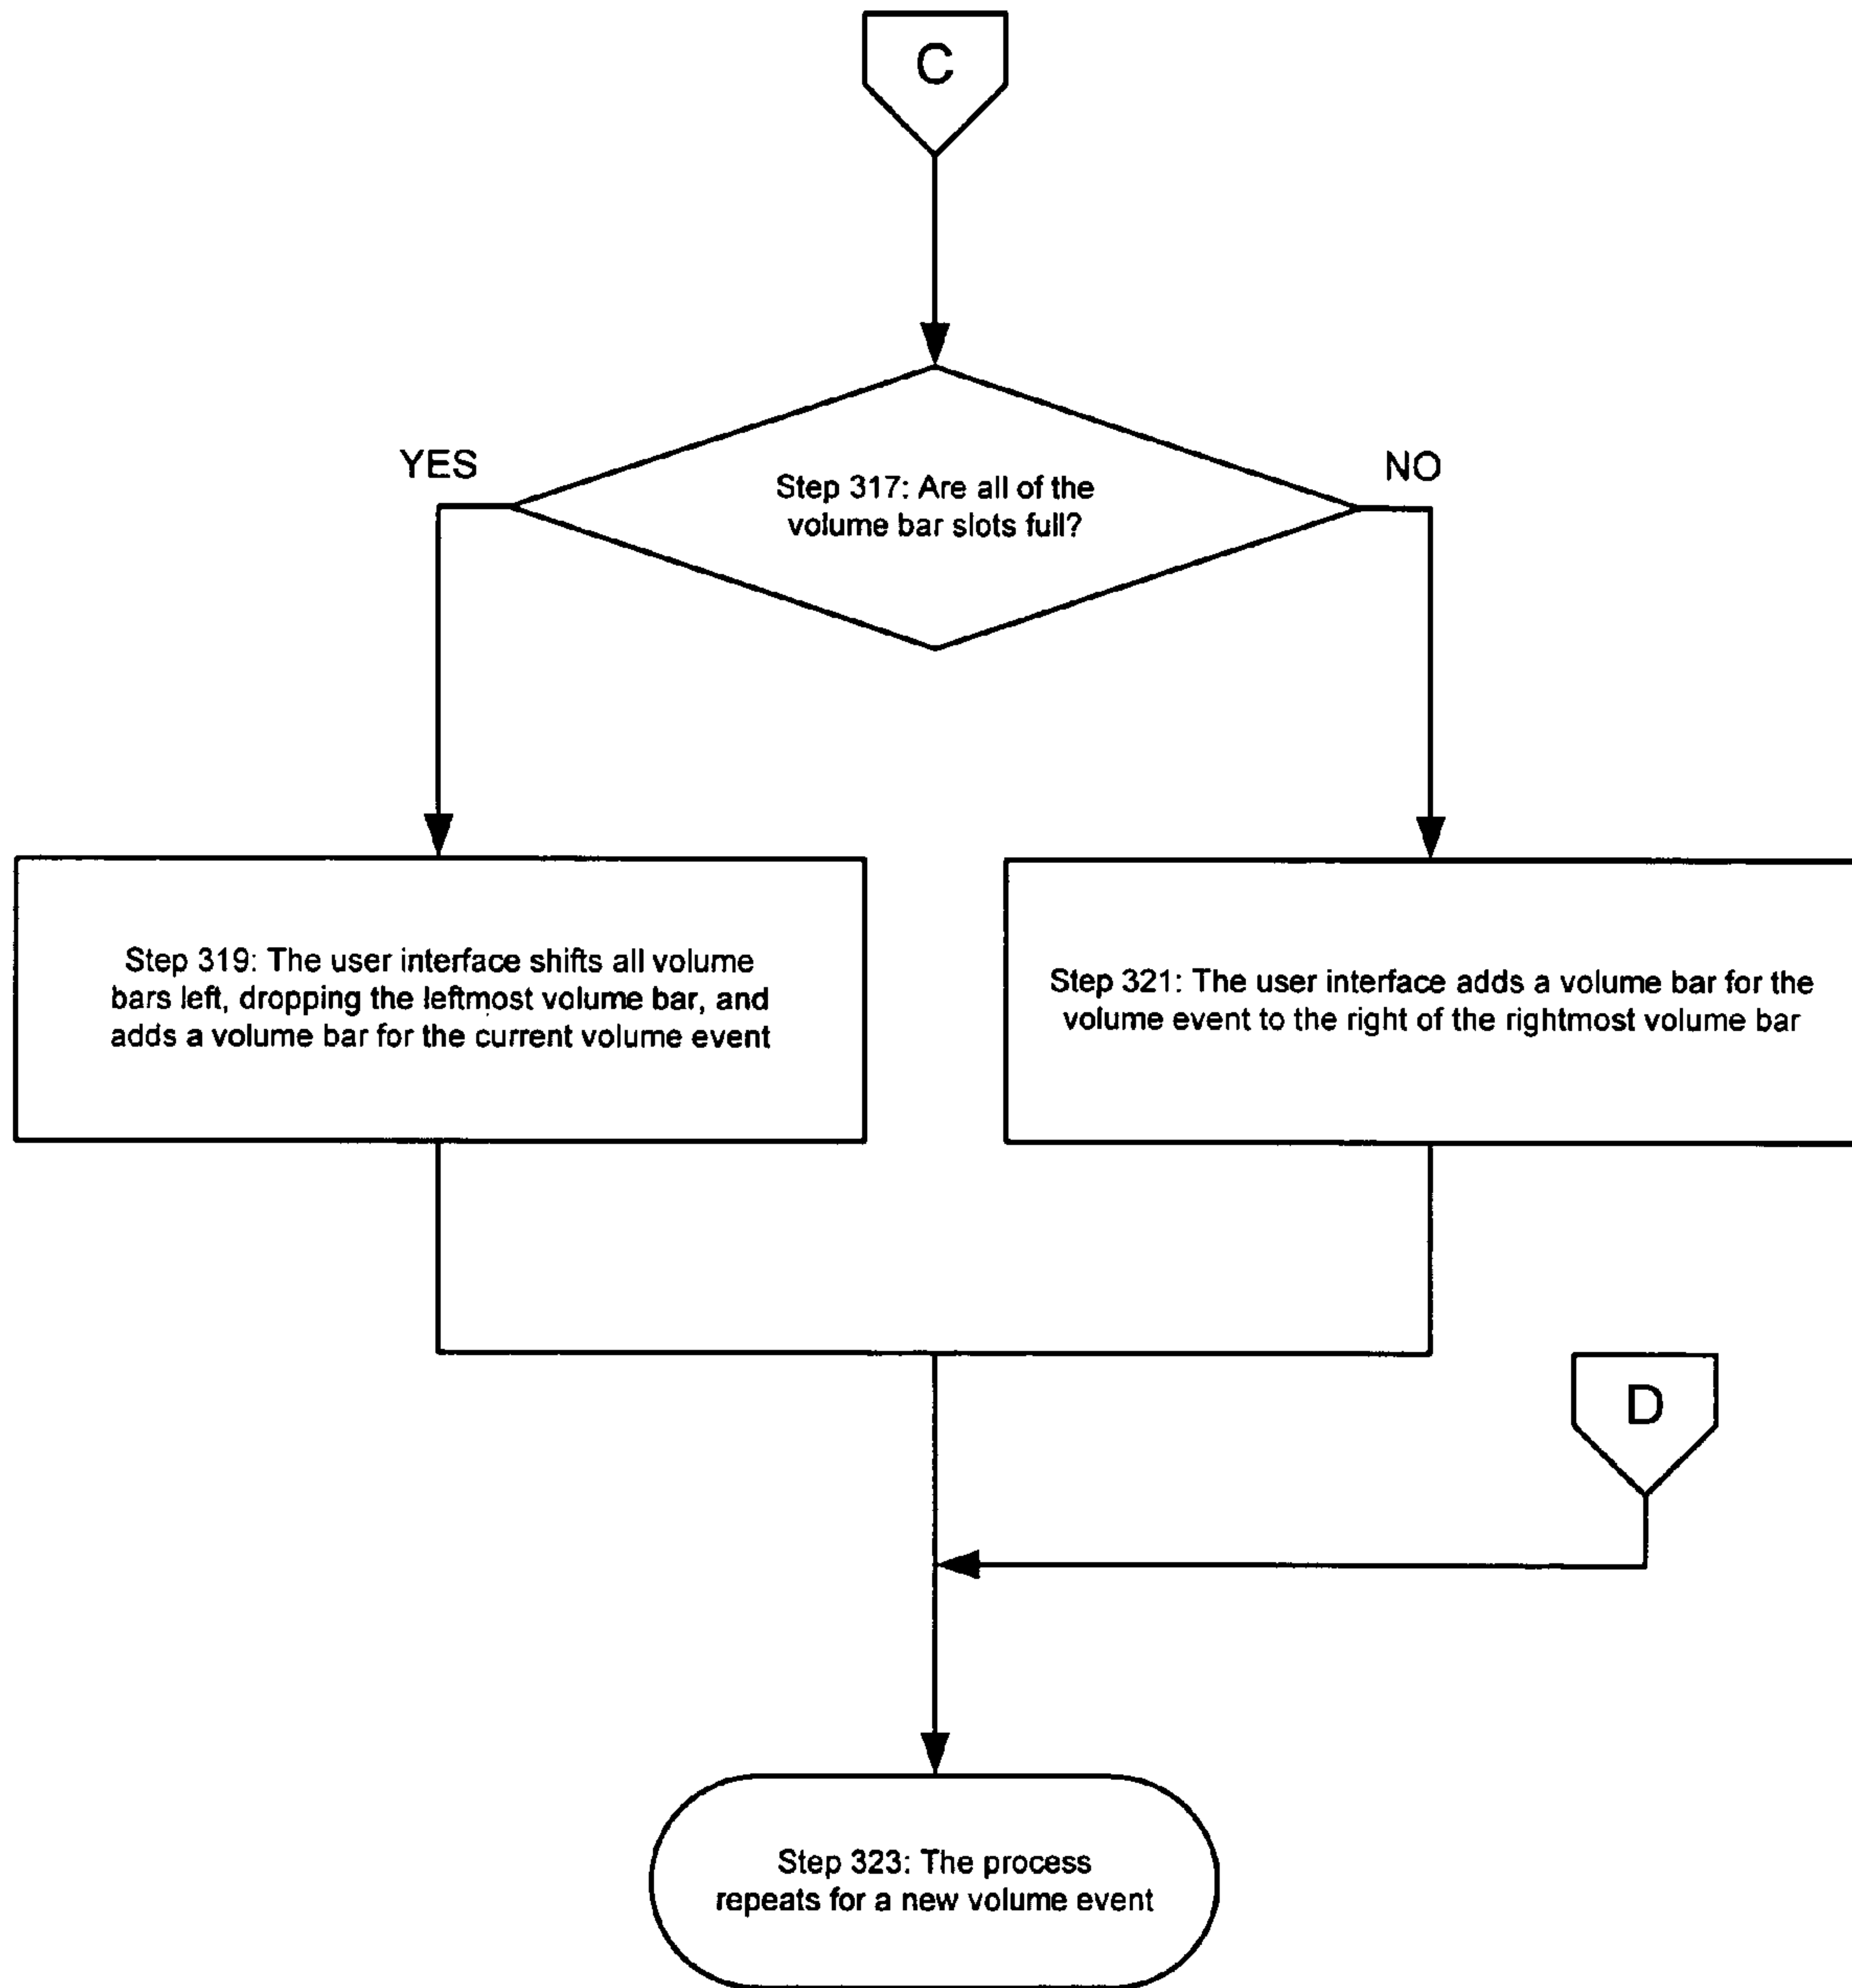 C
YES
NO
Step 317: Are all of the
volume bar slots full?
Step 319: The user interface shifts all volume
bars left, dropping the leftmost volume bar, and
adds a volume bar for the current volume event
Step 321: The user interface adds a volume bar for the
volume event to the right of the rightmost volume bar
D
Step 323: The process
repeats for a new volume event